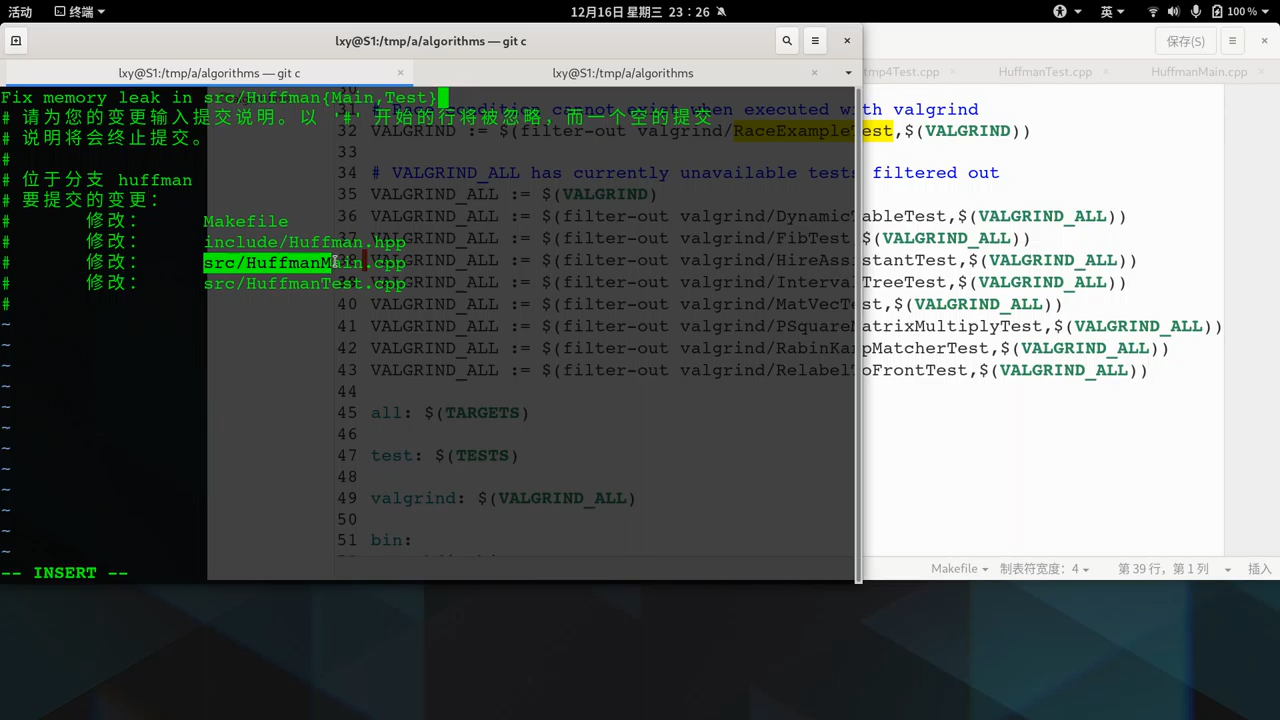 活动 终端 12月16日 星期三 23：26 英 100 %
lxy@S1:/tmp/a/algorithms — git c 保存(S)
lxy@S1:/tmp/a/algorithms — git c × lxy@S1:/tmp/a/algorithms × tmp4Test.cpp × HuffmanTest.cpp × HuffmanMain.cpp ×
Fix memory leak in src/Huffman{Main,Test}
# 请为您的变更输入提交说明。以 '#' 开始的行将被忽略，而一个空的提交
# 说明将会终止提交。
#
# 位于分支 huffman
# 要提交的变更：
# 修改： Makefile
# 修改： include/Huffman.hpp
# 修改： src/HuffmanMain.cpp
# 修改： src/HuffmanTest.cpp
#
~
~
~
~
~
~
~
~
~
~
~
~
-- INSERT --
31 # Race condition cannot exist when executed with valgrind
32 VALGRIND := $(filter-out valgrind/RaceExampleTest,$(VALGRIND))
33
34 # VALGRIND_ALL has currently unavailable tests filtered out
35 VALGRIND_ALL := $(VALGRIND)
36 VALGRIND_ALL := $(filter-out valgrind/DynamicTableTest,$(VALGRIND_ALL))
37 VALGRIND_ALL := $(filter-out valgrind/FibTest,$(VALGRIND_ALL))
38 VALGRIND_ALL := $(filter-out valgrind/HireAssistantTest,$(VALGRIND_ALL))
39 VALGRIND_ALL := $(filter-out valgrind/IntervalTreeTest,$(VALGRIND_ALL))
40 VALGRIND_ALL := $(filter-out valgrind/MatVecTest,$(VALGRIND_ALL))
41 VALGRIND_ALL := $(filter-out valgrind/PSquareMatrixMultiplyTest,$(VALGRIND_ALL))
42 VALGRIND_ALL := $(filter-out valgrind/RabinKarpMatcherTest,$(VALGRIND_ALL))
43 VALGRIND_ALL := $(filter-out valgrind/RelabelToFrontTest,$(VALGRIND_ALL))
44
45 all: $(TARGETS)
46
47 test: $(TESTS)
48
49 valgrind: $(VALGRIND_ALL)
50
51 bin:
Makefile 制表符宽度：4 第 39 行，第 1 列 插入